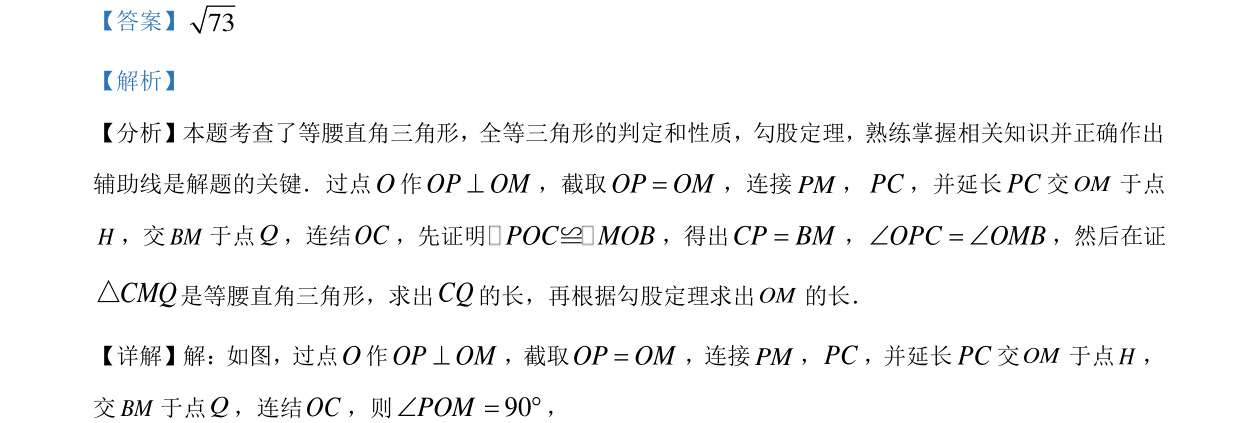 【答案】√73
【解析】
【分析】本题考查了等腰直角三角形，全等三角形的判定和性质，勾股定理，熟练掌握相关知识并正确作出
辅助线是解题的关键．过点O作OP⊥OM，截取OP=OM，连接PM，PC，并延长PC交OM于点
H，交BM于点Q，连结OC，先证明□POC≌□MOB，得出CP=BM，∠OPC=∠OMB，然后在证
△CMQ是等腰直角三角形，求出CQ的长，再根据勾股定理求出OM的长．
【详解】解：如图，过点O作OP⊥OM，截取OP=OM，连接PM，PC，并延长PC交OM于点H，
交BM于点Q，连结OC，则∠POM=90°，